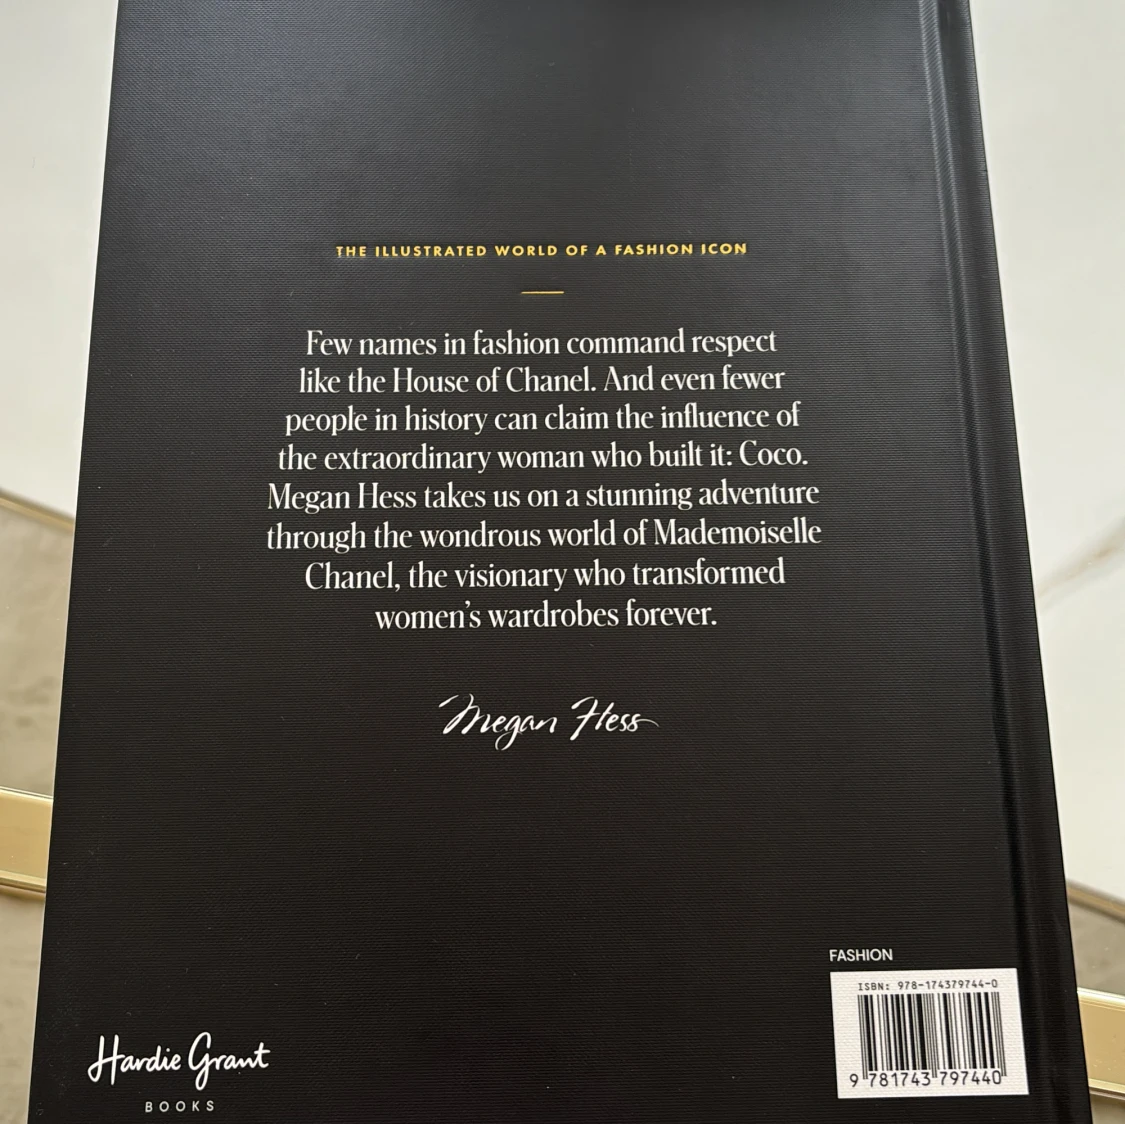 THE ILLUSTRATED WORLD OF A FASHION ICON
Few names in fashion command respect
like the House of Chanel. And even fewer
people in history can claim the influence of
the extraordinary woman who built it: Coco.
Megan Hess takes us on a stunning adventure
through the wondrous world of Mademoiselle
Chanel, the visionary who transformed
women's wardrobes forever.
Megan Hess
FASHION
ISBN: 978-174379744-0
9 781743 797440
Hardie Grant
BOOKS